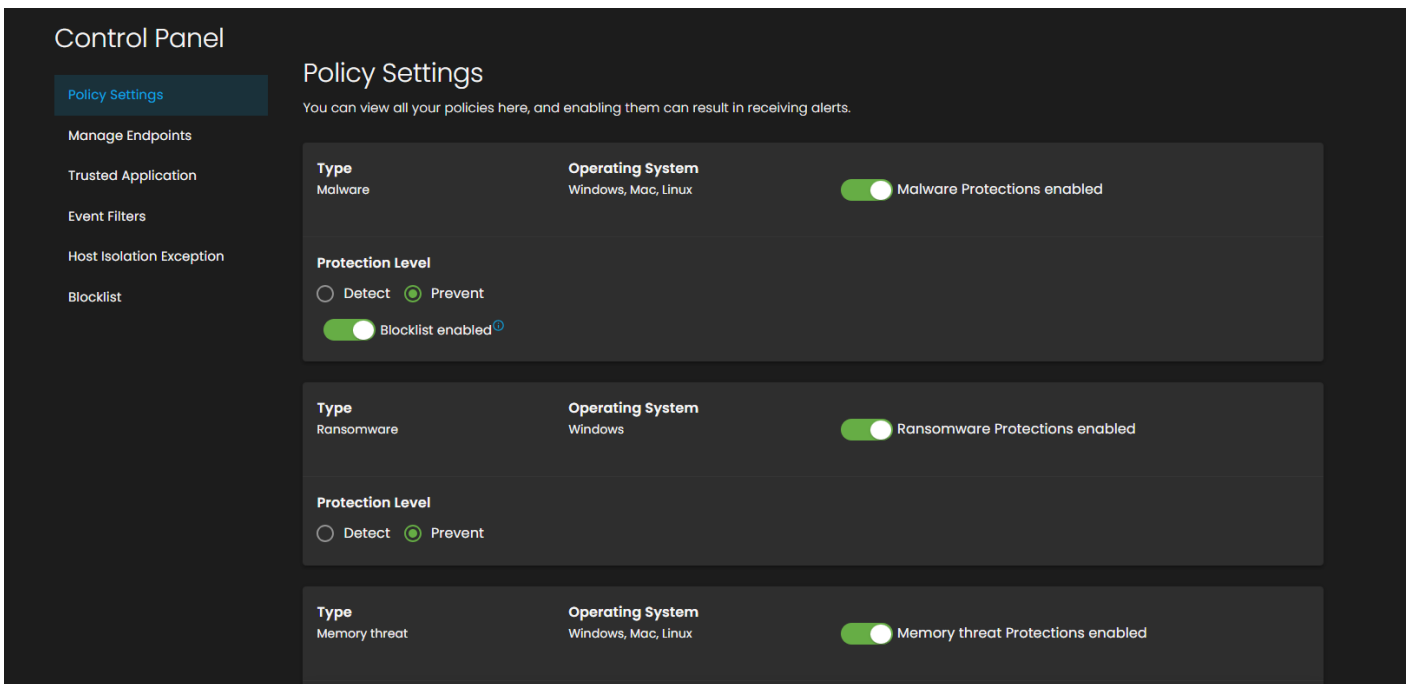 Control Panel
Policy Settings
Manage Endpoints
Trusted Application
Event Filters
Host Isolation Exception
Blocklist
Policy Settings
You can view all your policies here, and enabling them can result in receiving alerts.
Type
Malware
Operating System
Windows, Mac, Linux
Malware Protections enabled
Protection Level
Detect
Prevent
Blocklist enabled
Type
Ransomware
Operating System
Windows
Ransomware Protections enabled
Protection Level
Detect
Prevent
Type
Memory threat
Operating System
Windows, Mac, Linux
Memory threat Protections enabled